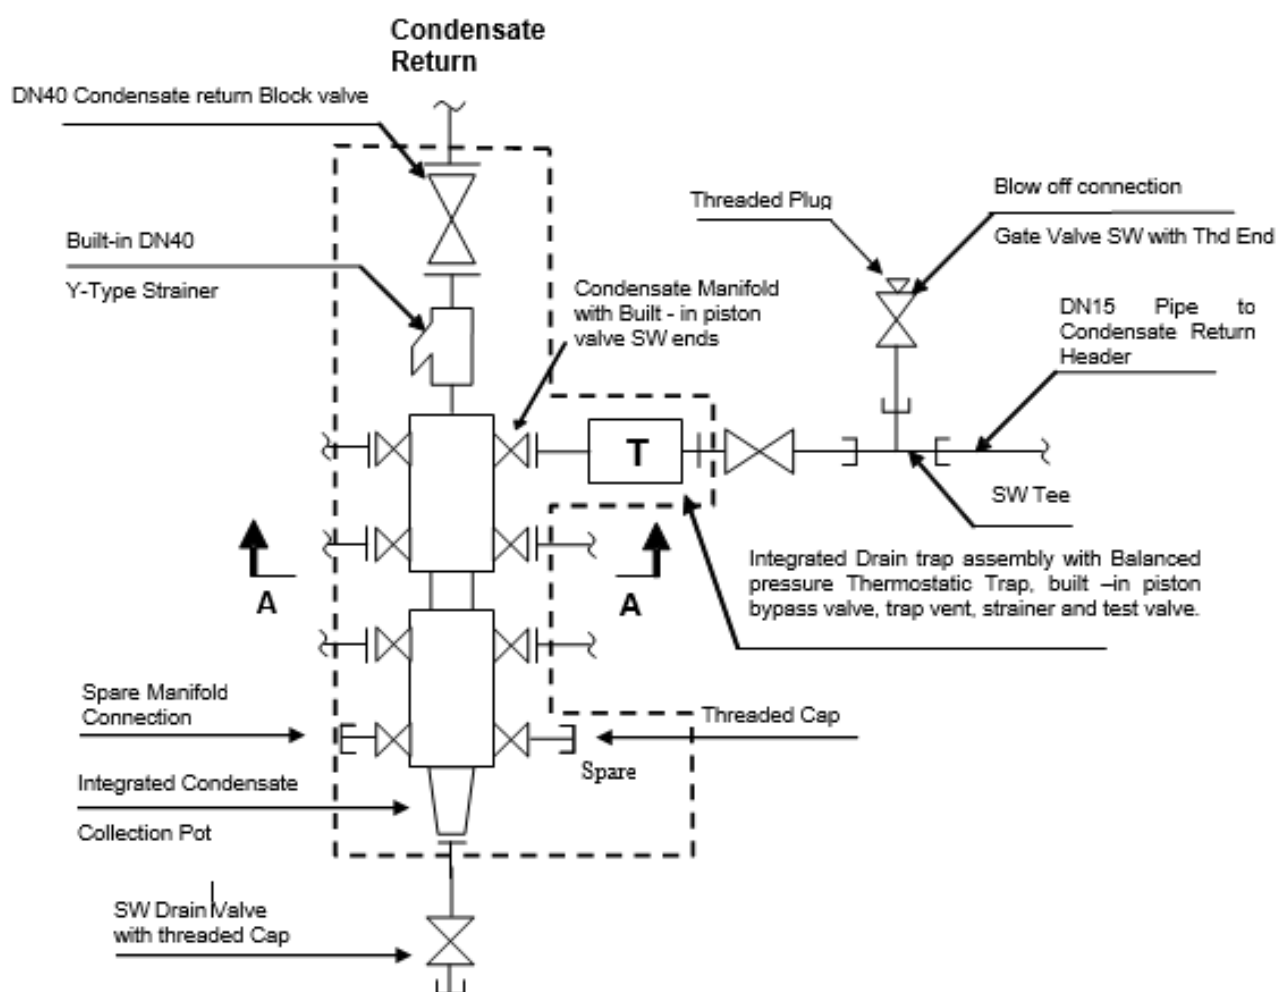 Condensate
Return
DN40 Condensate return Block valve
Threaded Plug
Blow off connection
Gate Valve SW with Thd End
Built-in DN40
Y-Type Strainer
Condensate Manifold
with Built - in piston
valve SW ends
DN15 Pipe to
Condensate Return
Header
T
SW Tee
A
A
Integrated Drain trap assembly with Balanced
pressure Thermostatic Trap, built –in piston
bypass valve, trap vent, strainer and test valve.
Spare Manifold
Connection
Threaded Cap
Spare
Integrated Condensate
Collection Pot
SW Drain Valve
with threaded Cap